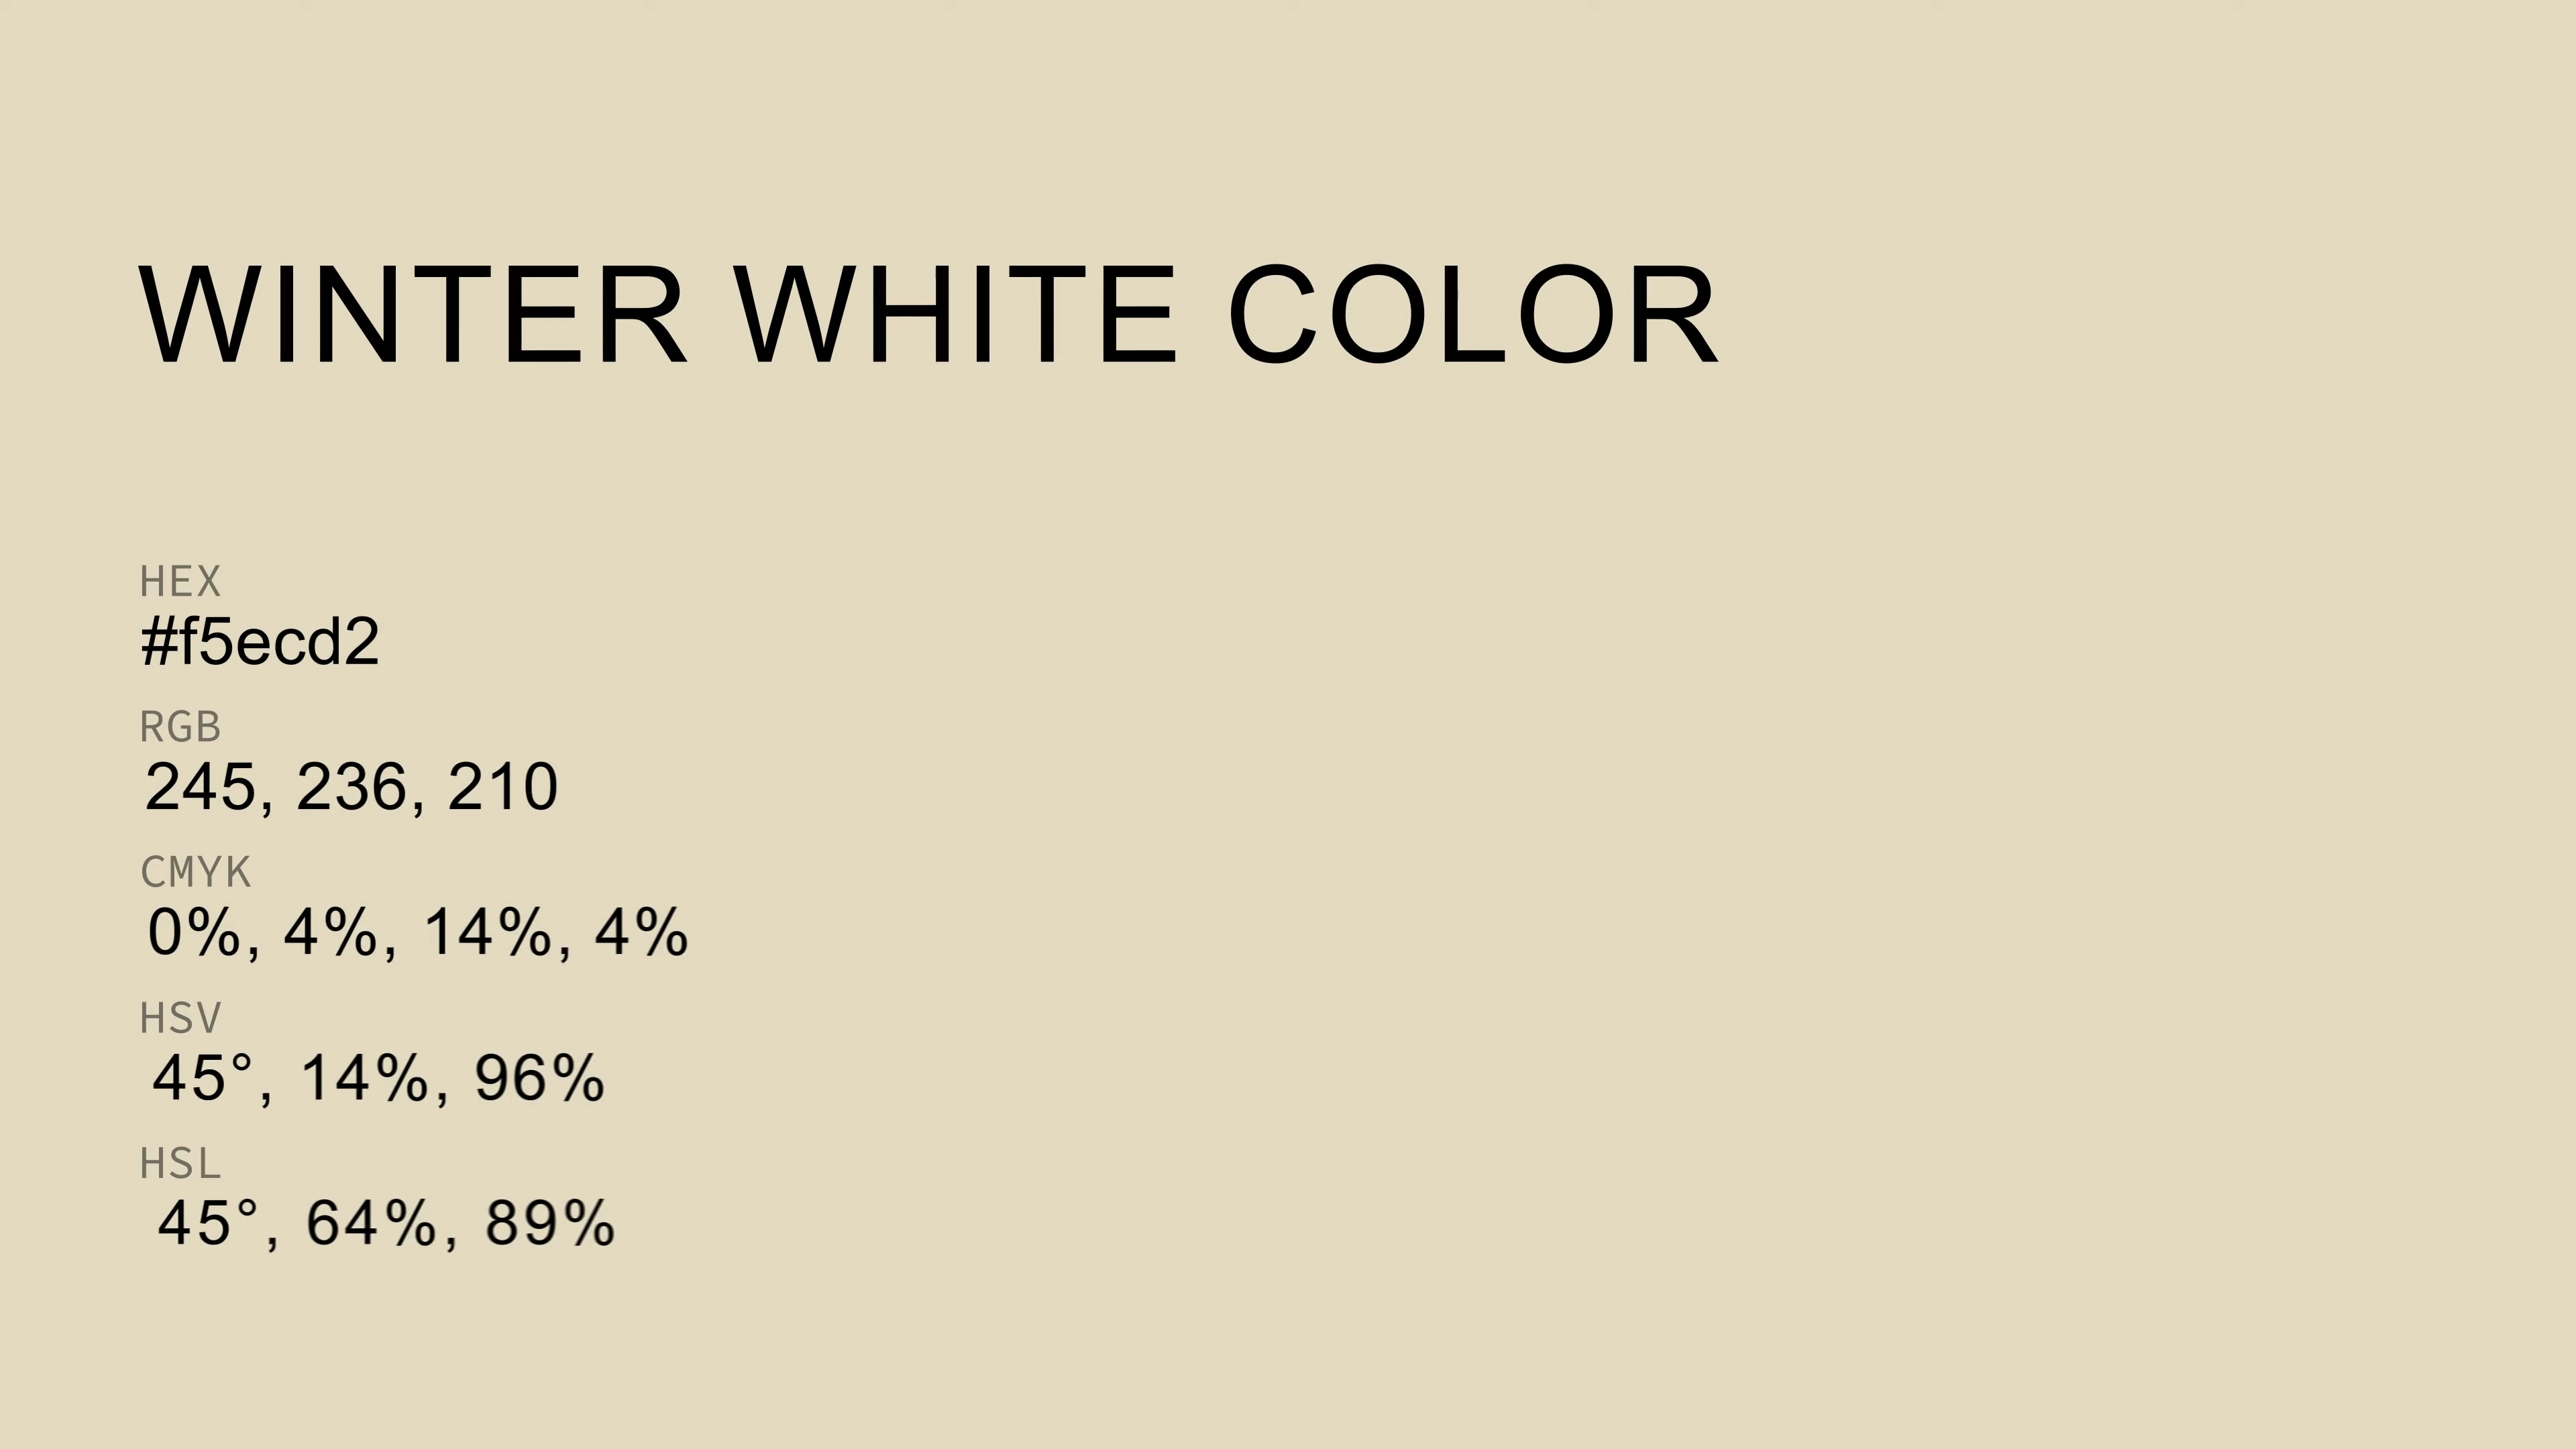 WINTER WHITE COLOR
HEX
#f5ecd2
RGB
245, 236, 210
CMYK
0%, 4%, 14%, 4%
HSV
45°, 14%, 96%
HSL
45°, 64%, 89%